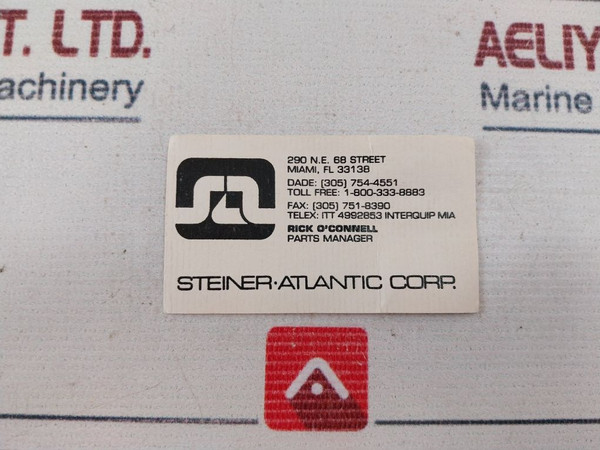 T. LTD.
achinery
AELIY
Marine
290 N.E. 68 STREET
MIAMI, FL 33138
DADE: (305) 754-4551
TOLL FREE: 1-800-333-8883
FAX: (305) 751-8390
TELEX: ITT 4992853 INTERQUIP MIA
RICK O'CONNELL
PARTS MANAGER
STEINER·ATLANTIC CORP.